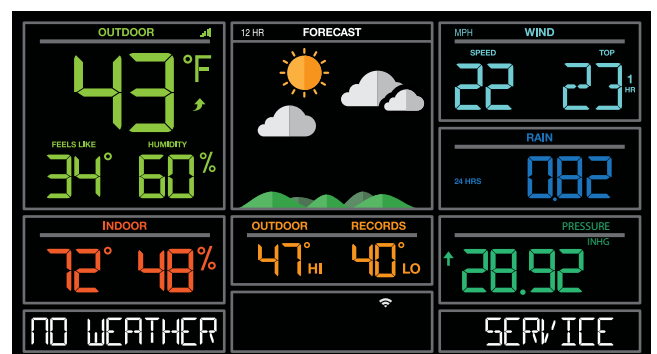 OUTDOOR
43°F
FEELS LIKE HUMIDITY
34° 60%
12 HR FORECAST
MPH WIND
SPEED TOP
22 23 1 HR
RAIN
24 HRS 0.82
INDOOR
72° 48%
OUTDOOR RECORDS
47° HI 40° LO
PRESSURE
INHG
28.92
NO WEATHER SERVICE